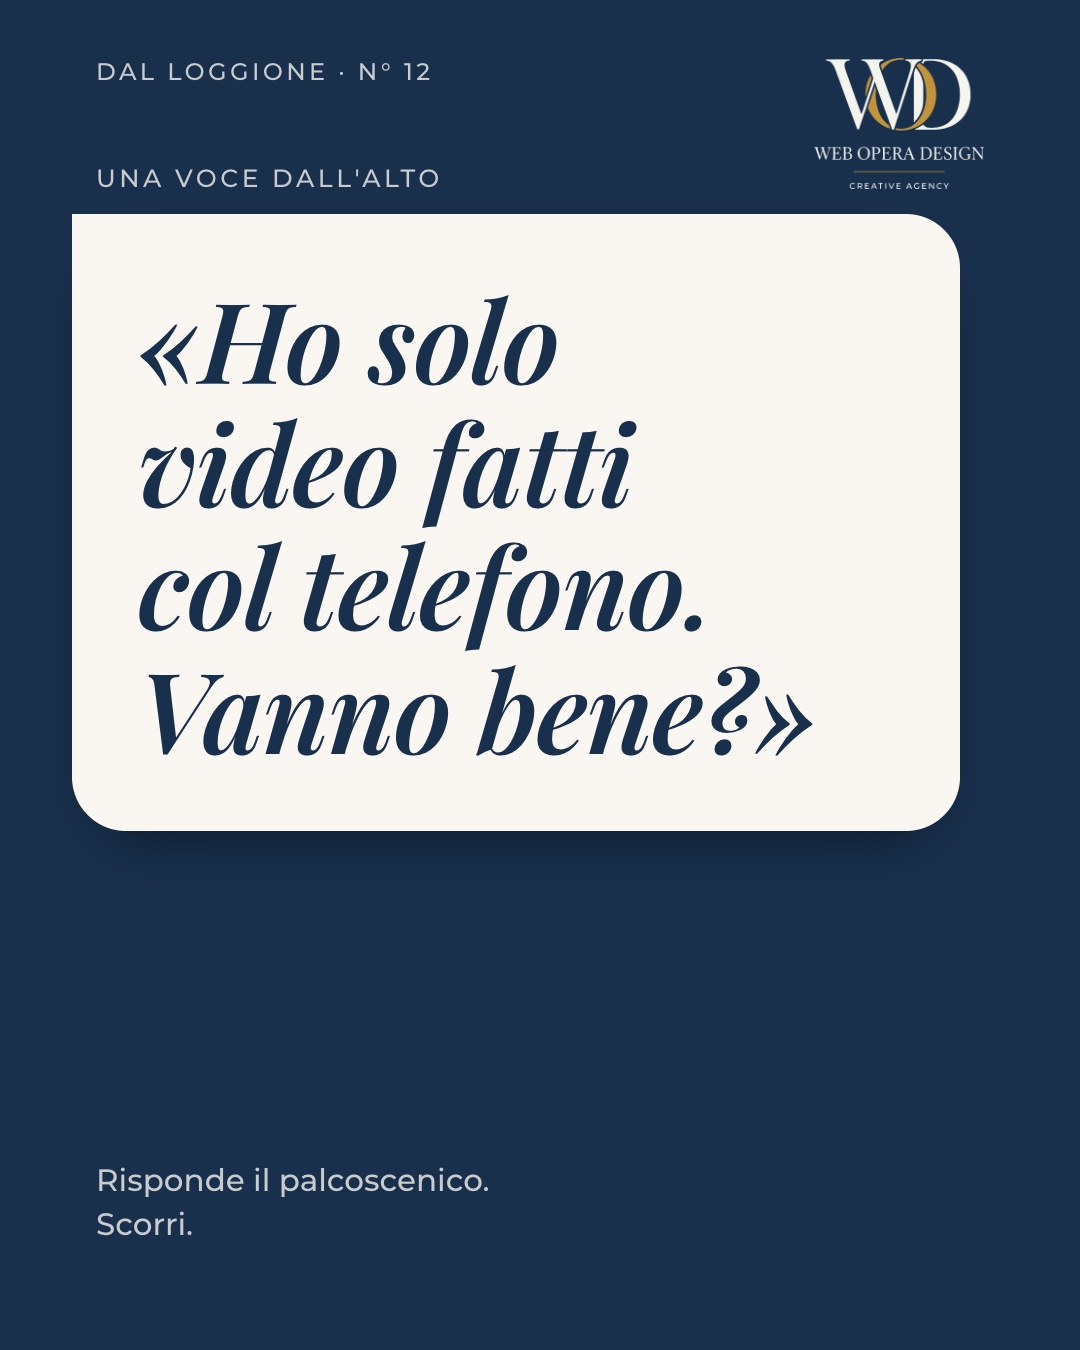 DAL LOGGIONE · N° 12
WOD
WEB OPERA DESIGN
CREATIVE AGENCY
UNA VOCE DALL'ALTO
«Ho solo
video fatti
col telefono.
Vanno bene?»
Risponde il palcoscenico.
Scorri.